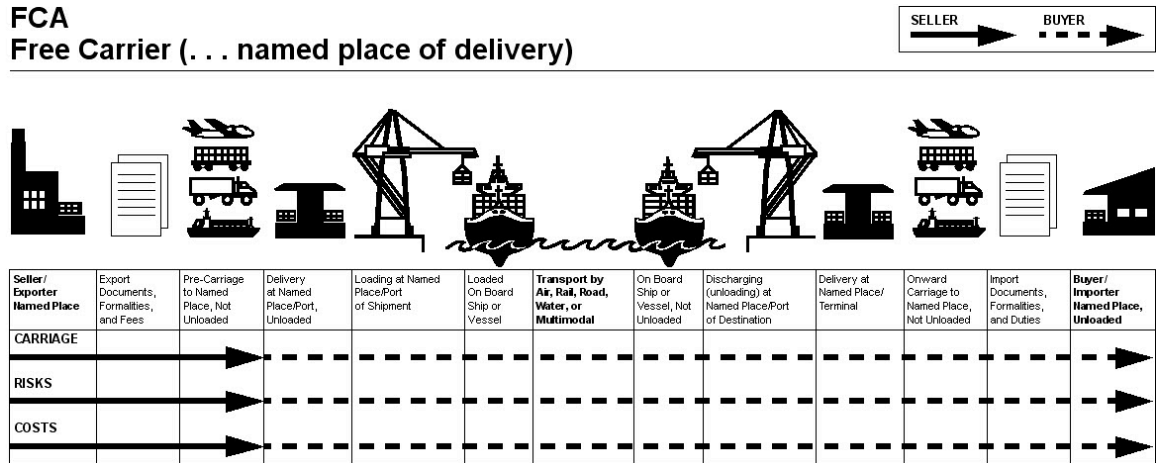 FCA
Free Carrier (. . . named place of delivery)
SELLER
BUYER
Seller/
Exporter
Named Place
Export
Documents,
Formalities,
and Fees
Pre-Carriage
to Named
Place, Not
Unloaded
Delivery
at Named
Place/Port,
Unloaded
Loading at Named
Place/Port
of Shipment
Loaded
On Board
Ship or
Vessel
Transport by
Air, Rail, Road,
Water, or
Multimodal
On Board
Ship or
Vessel, Not
Unloaded
Discharging
(unloading) at
Named Place/Port
of Destination
Delivery at
Named Place/
Terminal
Onward
Carriage to
Named Place,
Not Unloaded
Import
Documents,
Formalities,
and Duties
Buyer/
Importer
Named Place,
Unloaded
CARRIAGE
RISKS
COSTS